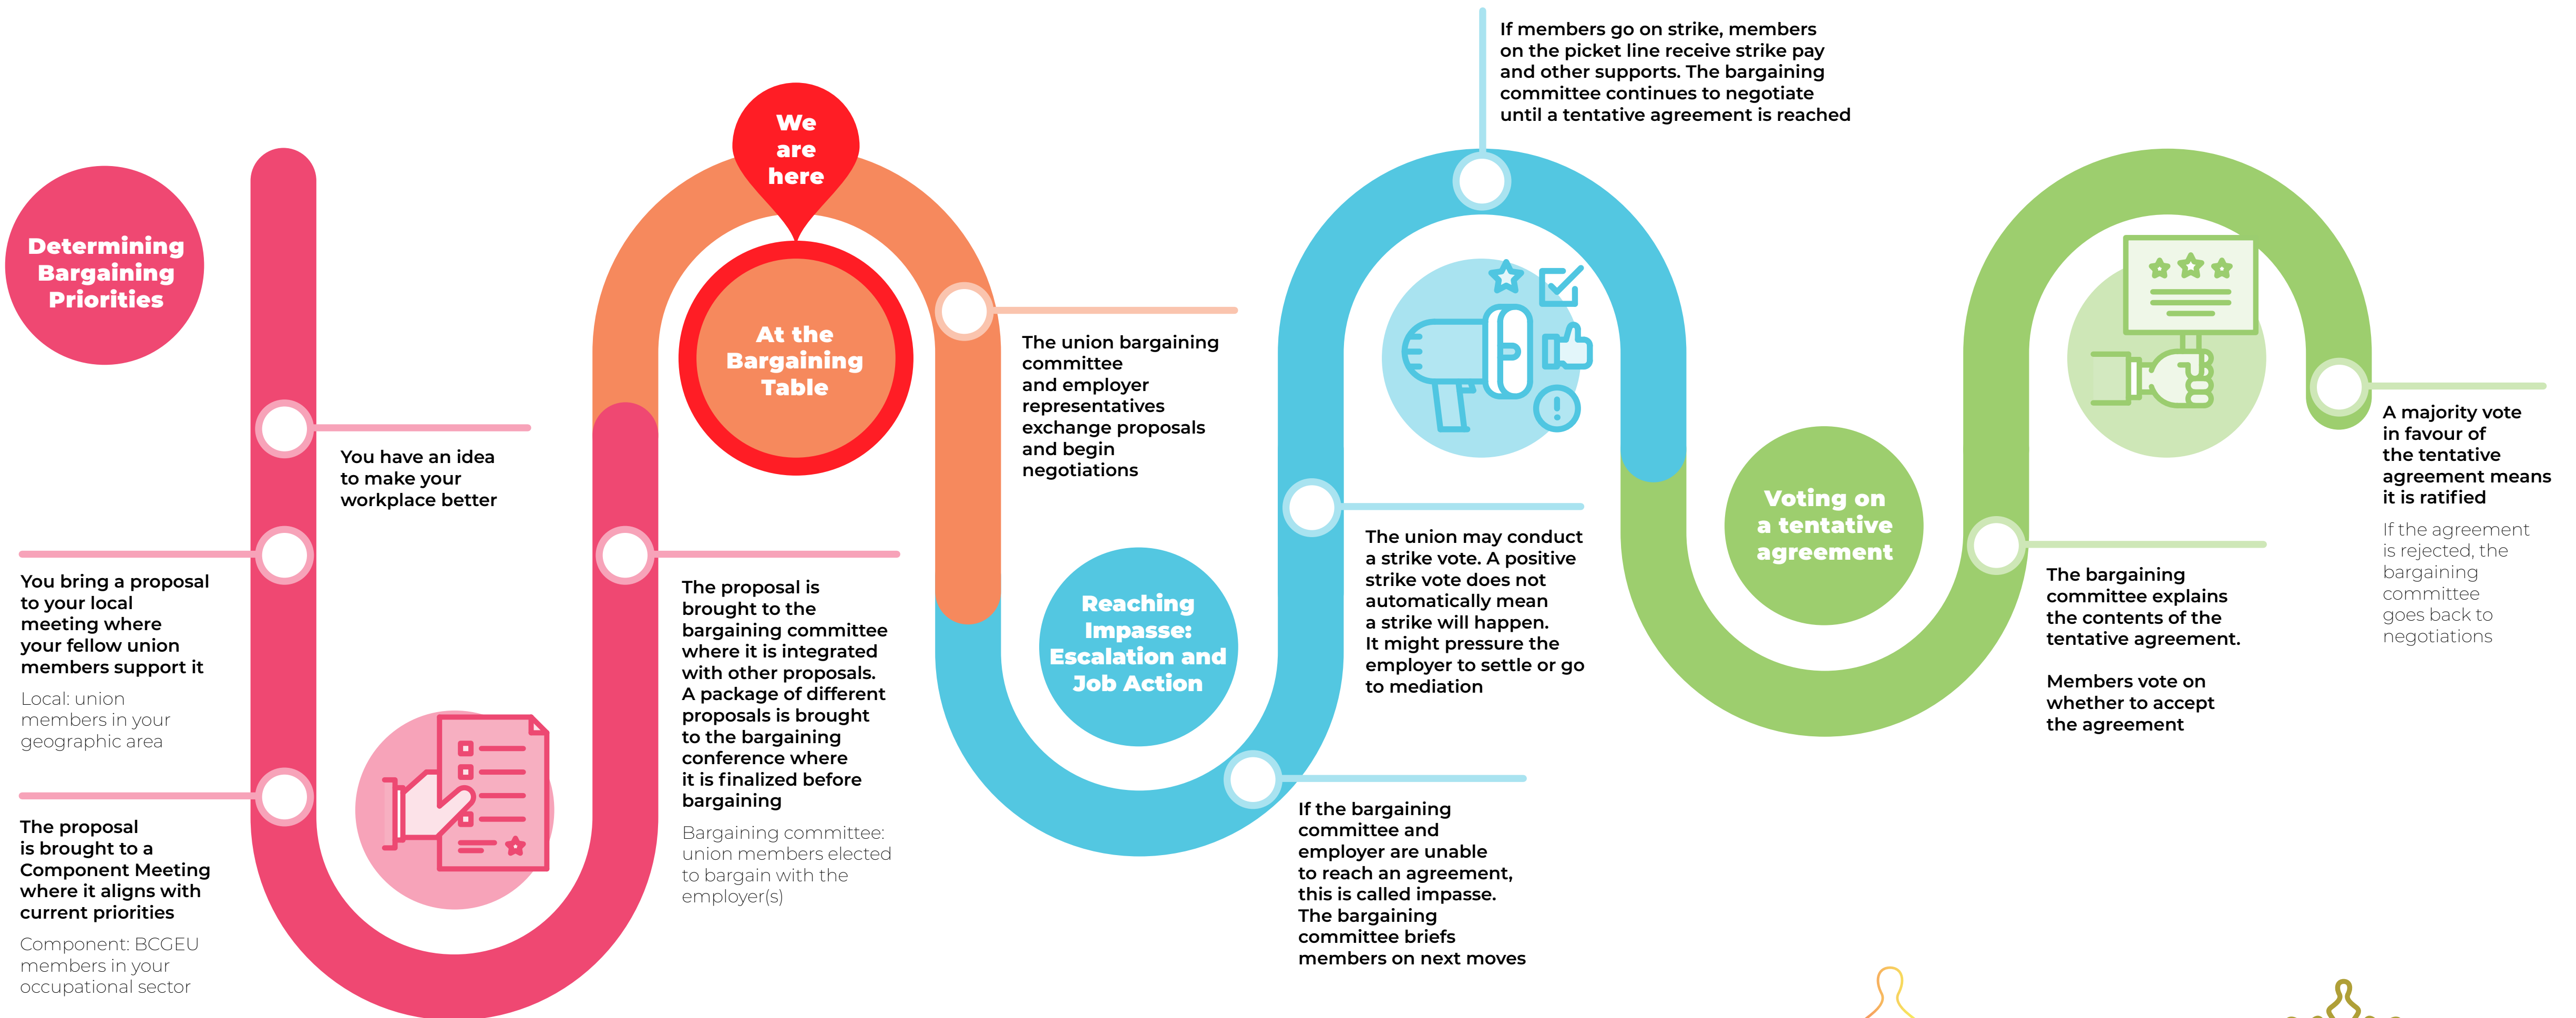 Determining
Bargaining
Priorities
You have an idea
to make your
workplace better
You bring a proposal
to your local
meeting where
your fellow union
members support it
Local: union
members in your
geographic area
The proposal
is brought to a
Component Meeting
where it aligns with
current priorities
Component: BCGEU
members in your
occupational sector
The proposal is
brought to the
bargaining committee
where it is integrated
with other proposals.
A package of different
proposals is brought
to the bargaining
conference where
it is finalized before
bargaining
Bargaining committee:
union members elected
to bargain with the
employer(s)
We
are
here
At the
Bargaining
Table
The union bargaining
committee
and employer
representatives
exchange proposals
and begin
negotiations
Reaching
Impasse:
Escalation and
Job Action
If the bargaining
committee and
employer are unable
to reach an agreement,
this is called impasse.
The bargaining
committee briefs
members on next moves
The union may conduct
a strike vote. A positive
strike vote does not
automatically mean
a strike will happen.
It might pressure the
employer to settle or go
to mediation
If members go on strike, members
on the picket line receive strike pay
and other supports. The bargaining
committee continues to negotiate
until a tentative agreement is reached
Voting on
a tentative
agreement
The bargaining
committee explains
the contents of the
tentative agreement.
Members vote on
whether to accept
the agreement
A majority vote
in favour of
the tentative
agreement means
it is ratified
If the agreement
is rejected, the
bargaining
committee
goes back to
negotiations